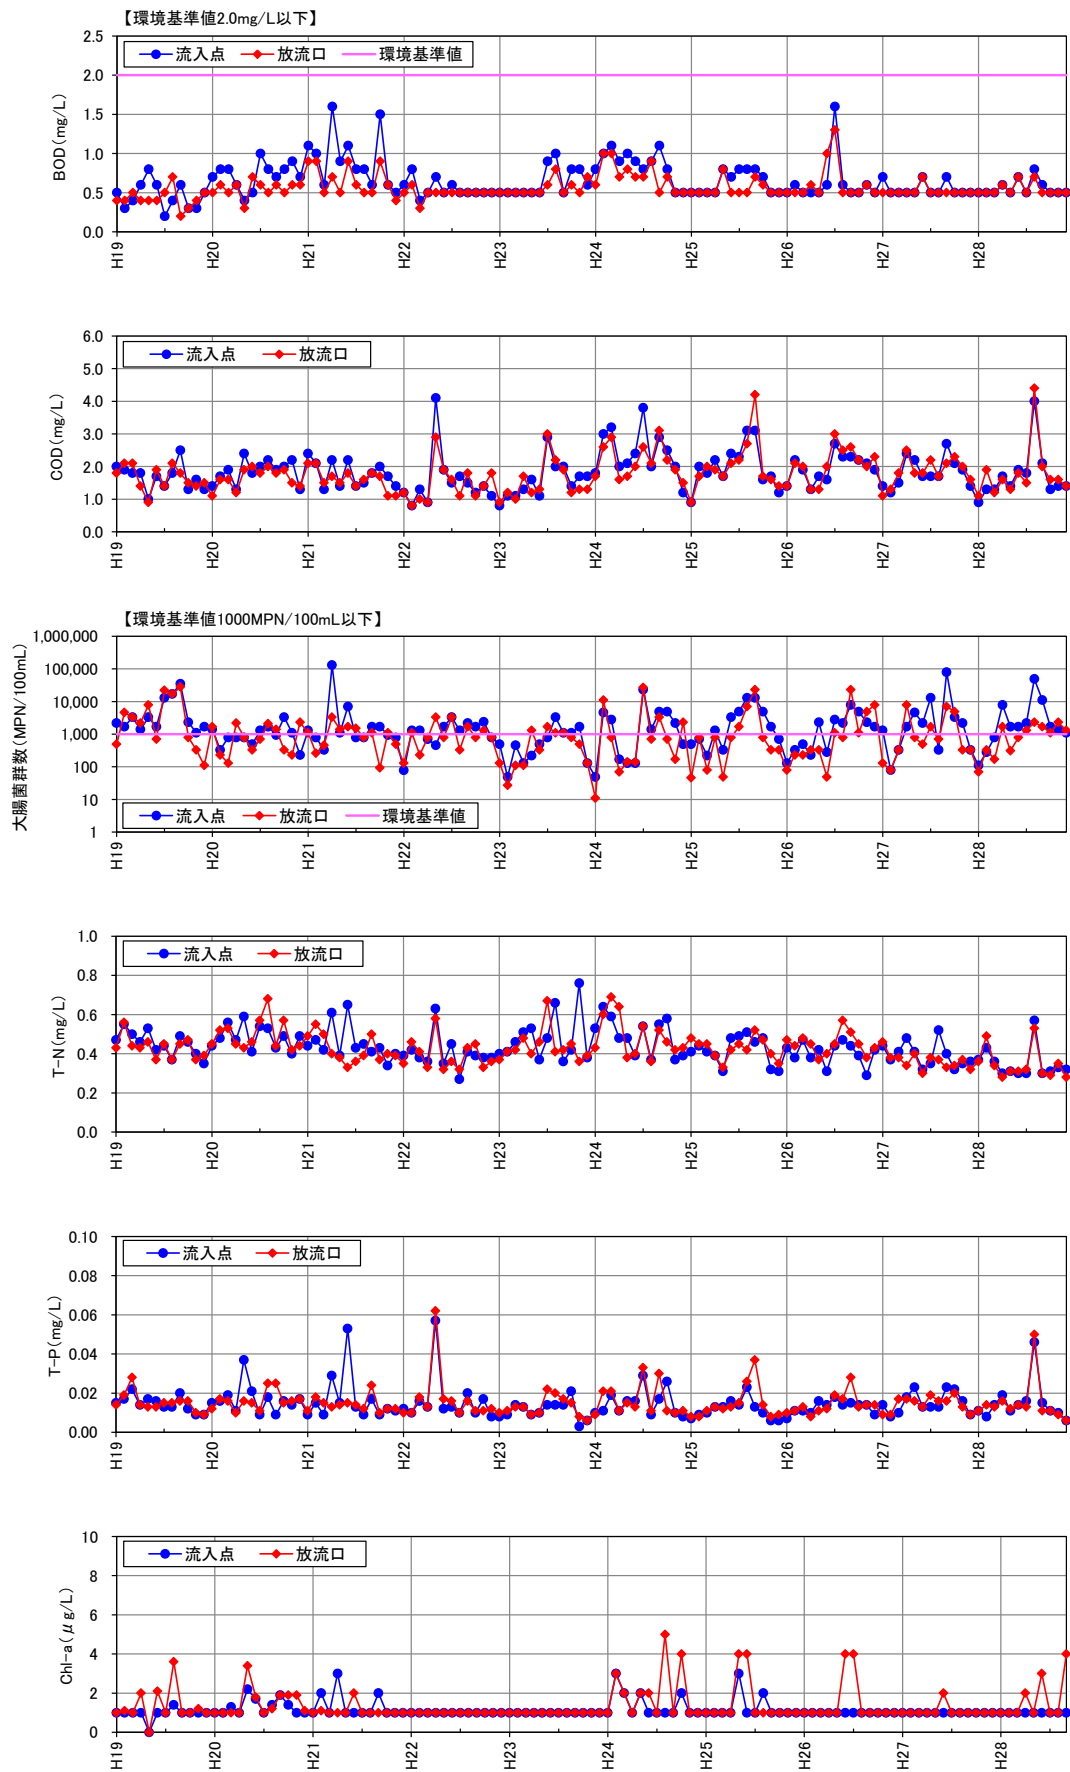 【環境基準値2.0mg/L以下】
BOD(mg/L)
2.5
2.0
1.5
1.0
0.5
0.0
流入点 放流口 環境基準値
H19 H20 H21 H22 H23 H24 H25 H26 H27 H28
COD(mg/L)
6.0
5.0
4.0
3.0
2.0
1.0
0.0
流入点 放流口
H19 H20 H21 H22 H23 H24 H25 H26 H27 H28
【環境基準値1000MPN/100mL以下】
大腸菌群数(MPN/100mL)
1,000,000
100,000
10,000
1,000
100
10
1
流入点 放流口 環境基準値
H19 H20 H21 H22 H23 H24 H25 H26 H27 H28
T-N(mg/L)
1.0
0.8
0.6
0.4
0.2
0.0
流入点 放流口
H19 H20 H21 H22 H23 H24 H25 H26 H27 H28
T-P(mg/L)
0.10
0.08
0.06
0.04
0.02
0.00
流入点 放流口
H19 H20 H21 H22 H23 H24 H25 H26 H27 H28
Chl-a(μg/L)
10
8
6
4
2
0
流入点 放流口
H19 H20 H21 H22 H23 H24 H25 H26 H27 H28